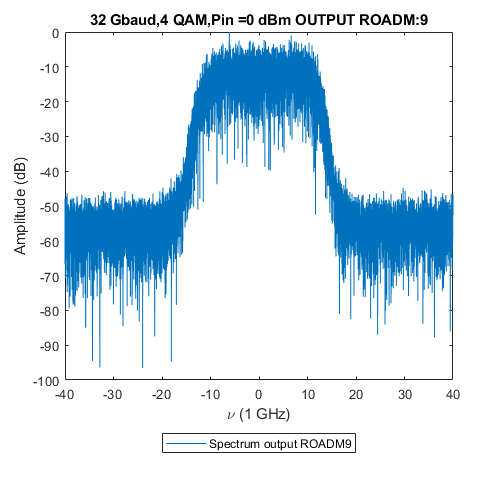 32 Gbaud,4 QAM,Pin =0 dBm OUTPUT ROADM:9
Amplitude (dB)
0
-10
-20
-30
-40
-50
-60
-70
-80
-90
-100
-40 -30 -20 -10 0 10 20 30 40
ν (1 GHz)
Spectrum output ROADM9